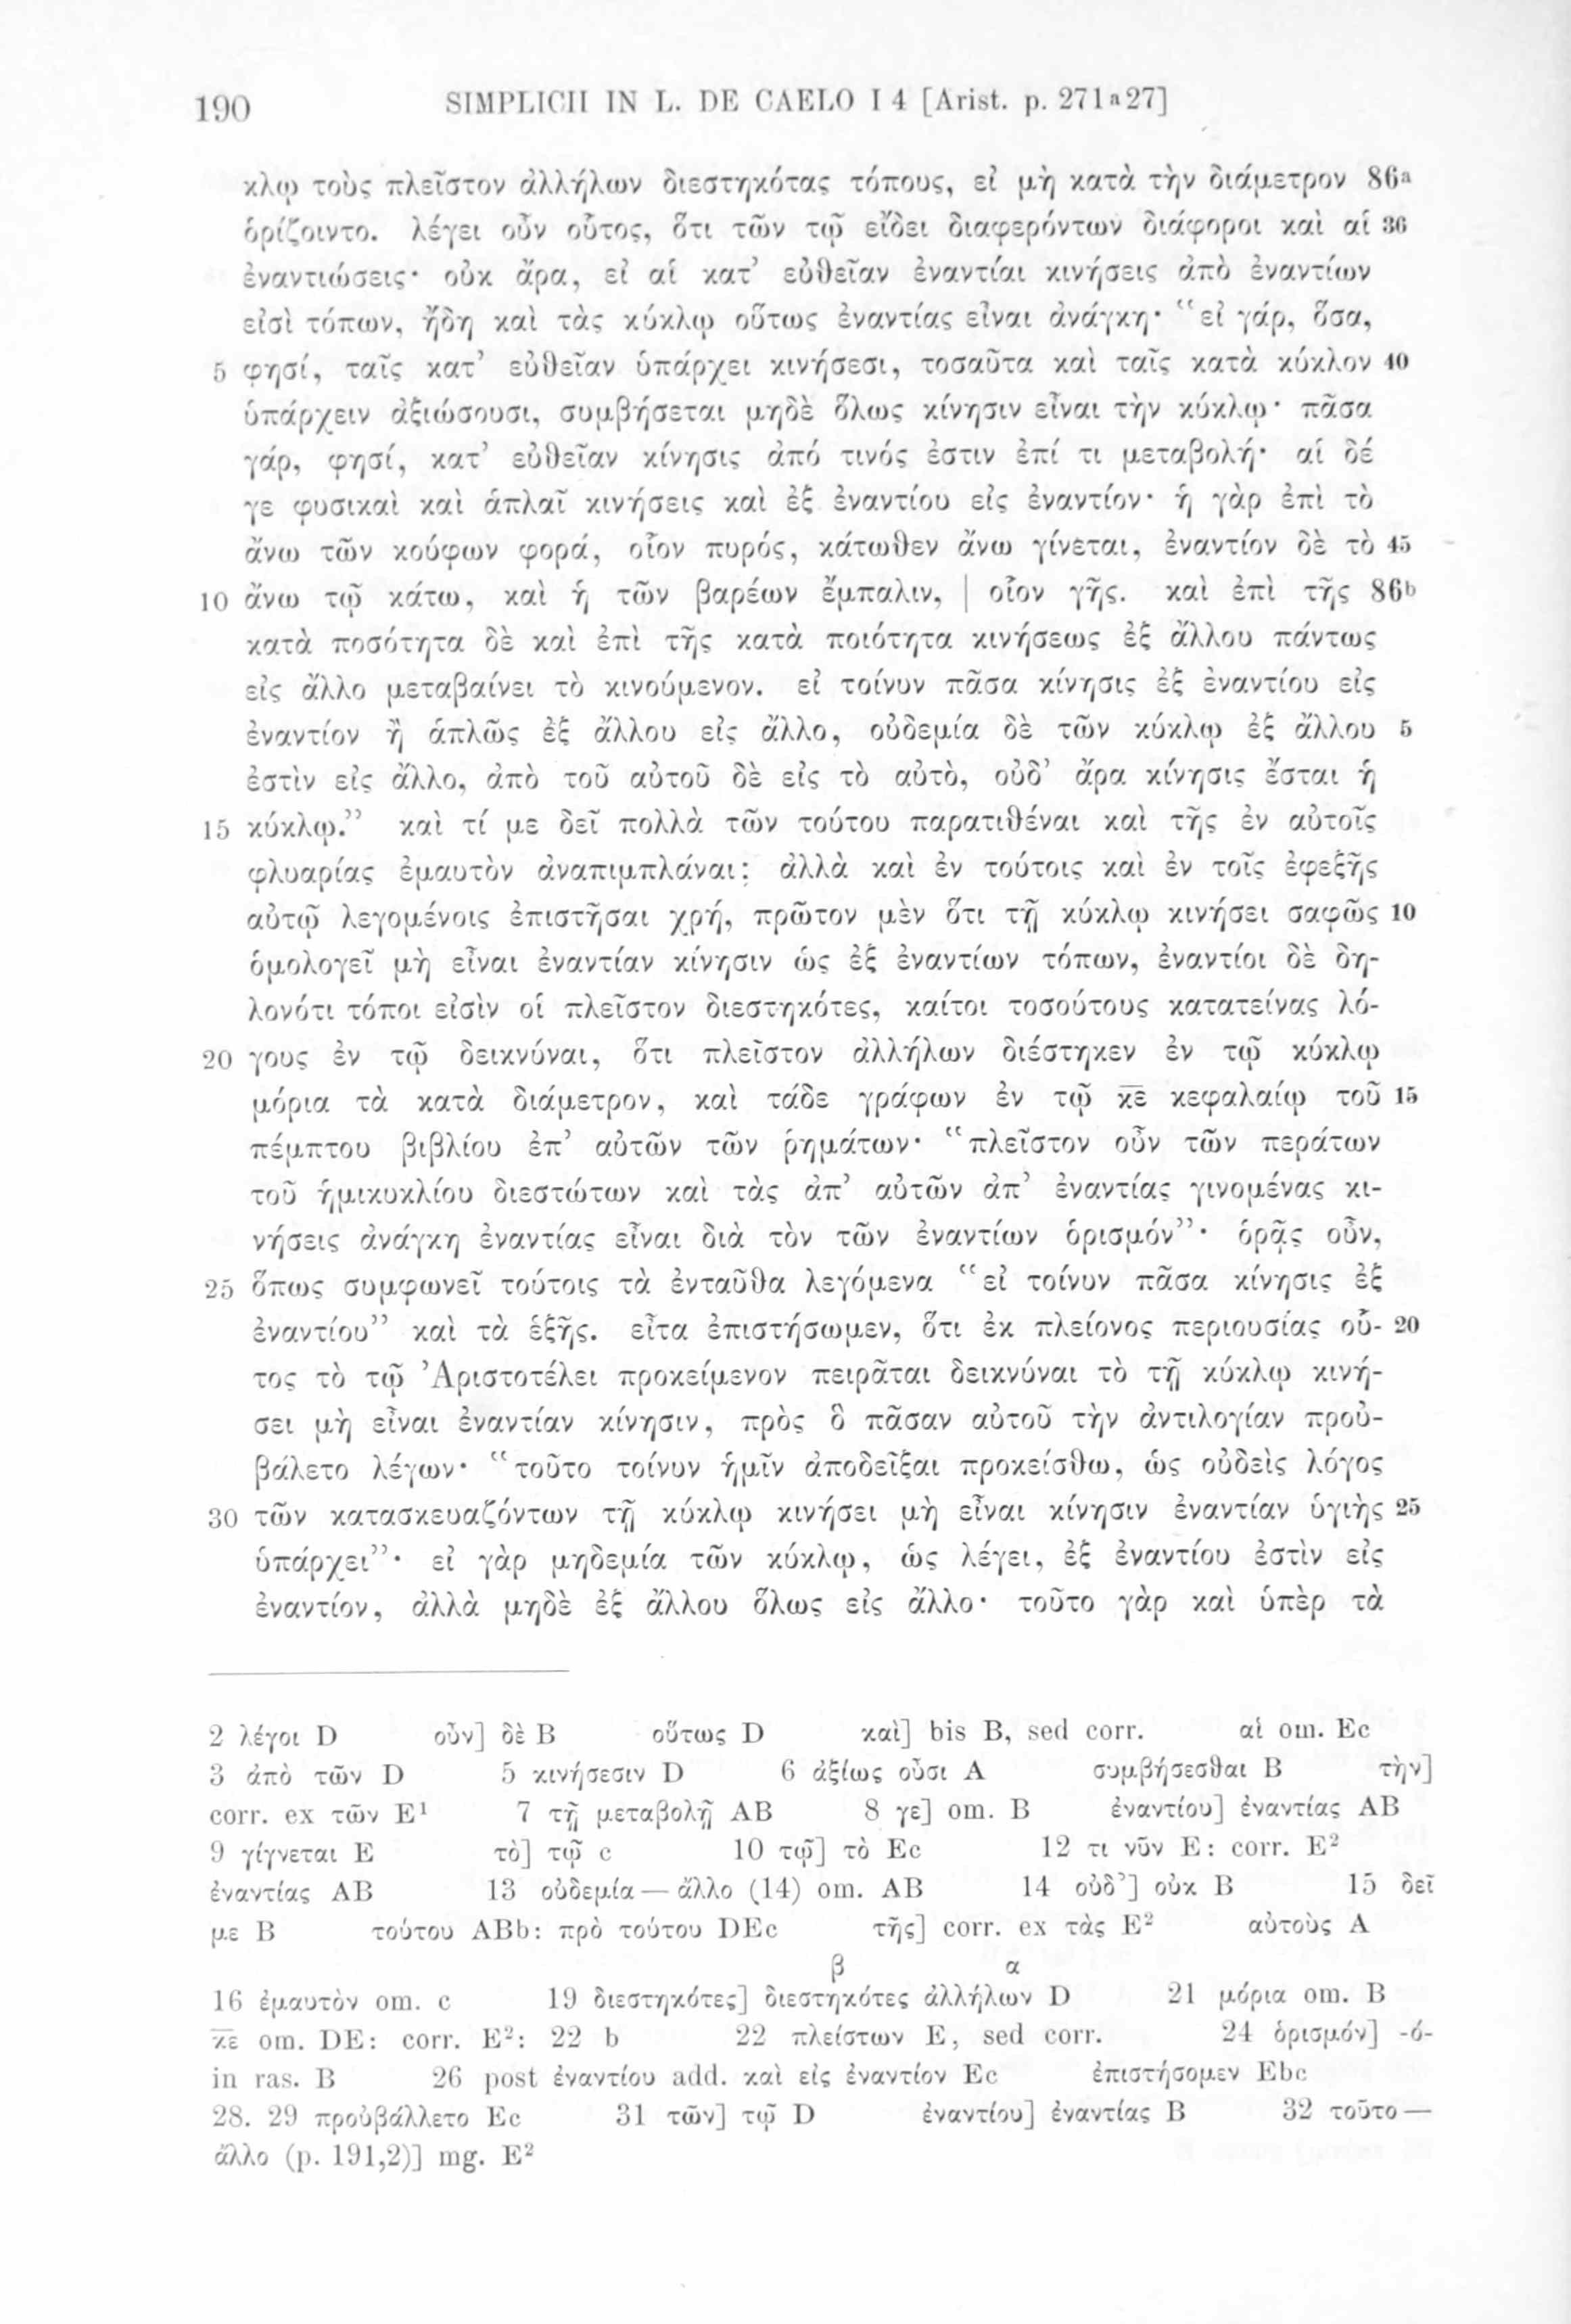 190 SIMPLICII IN L. DE CAELO I 4 [Arist. p. 271a27]
κλῳ τοὺς πλεῖστον ἀλλήλων διεστηκότας τόπους, εἰ μὴ κατὰ τὴν διάμετρον 86a
ὁρίζοιντο. λέγει οὖν οὗτος, ὅτι τῶν τῷ εἴδει διαφερόντων διάφοροι καὶ αἱ 36
ἐναντιώσεις· οὐκ ἄρα, εἰ αἱ κατ’ εὐθεῖαν ἐναντίαι κινήσεις ἀπὸ ἐναντίων
εἰσὶ τόπων, ἤδη καὶ τὰς κύκλῳ οὕτως ἐναντίας εἶναι ἀνάγκη· “εἰ γάρ, ὅσα,
5 φησί, ταῖς κατ’ εὐθεῖαν ὑπάρχει κινήσεσι, τοσαῦτα καὶ ταῖς κατὰ κύκλον 40
ὑπάρχειν ἀξιώσουσι, συμβήσεται μηδὲ ὅλως κίνησιν εἶναι τὴν κύκλῳ· πᾶσα
γάρ, φησί, κατ’ εὐθεῖαν κίνησις ἀπό τινός ἐστιν ἐπί τι μεταβολή· αἱ δέ
γε φυσικαὶ καὶ ἁπλαῖ κινήσεις καὶ ἐξ ἐναντίου εἰς ἐναντίον· ἡ γὰρ ἐπὶ τὸ
ἄνω τῶν κούφων φορά, οἷον πυρός, κάτωθεν ἄνω γίνεται, ἐναντίον δὲ τὸ 45
10 ἄνω τῷ κάτω, καὶ ἡ τῶν βαρέων ἔμπαλιν, | οἷον γῆς. καὶ ἐπὶ τῆς 86b
κατὰ ποσότητα δὲ καὶ ἐπὶ τῆς κατὰ ποιότητα κινήσεως ἐξ ἄλλου πάντως
εἰς ἄλλο μεταβαίνει τὸ κινούμενον. εἰ τοίνυν πᾶσα κίνησις ἐξ ἐναντίου εἰς
ἐναντίον ἢ ἁπλῶς ἐξ ἄλλου εἰς ἄλλο, οὐδεμία δὲ τῶν κύκλῳ ἐξ ἄλλου 5
ἐστὶν εἰς ἄλλο, ἀπὸ τοῦ αὐτοῦ δὲ εἰς τὸ αὐτὸ, οὐδ’ ἄρα κίνησις ἔσται ἡ
15 κύκλῳ.” καὶ τί με δεῖ πολλὰ τῶν τούτου παρατιθέναι καὶ τῆς ἐν αὐτοῖς
φλυαρίας ἐμαυτὸν ἀναπιμπλάναι; ἀλλὰ καὶ ἐν τούτοις καὶ ἐν τοῖς ἐφεξῆς
αὐτῷ λεγομένοις ἐπιστῆσαι χρή, πρῶτον μὲν ὅτι τῇ κύκλῳ κινήσει σαφῶς 10
ὁμολογεῖ μὴ εἶναι ἐναντίαν κίνησιν ὡς ἐξ ἐναντίων τόπων, ἐναντίοι δὲ δη-
λονότι τόποι εἰσὶν οἱ πλεῖστον διεστηκότες, καίτοι τοσούτους κατατείνας λό-
20 γους ἐν τῷ δεικνύναι, ὅτι πλεῖστον ἀλλήλων διέστηκεν ἐν τῷ κύκλῳ
μόρια τὰ κατὰ διάμετρον, καὶ τάδε γράφων ἐν τῷ κ̅ε̅ κεφαλαίῳ τοῦ 15
πέμπτου βιβλίου ἐπ’ αὐτῶν τῶν ῥημάτων· “πλεῖστον οὖν τῶν περάτων
τοῦ ἡμικυκλίου διεστώτων καὶ τὰς ἀπ’ αὐτῶν ἀπ’ ἐναντίας γινομένας κι-
νήσεις ἀνάγκη ἐναντίας εἶναι διὰ τὸν τῶν ἐναντίων ὁρισμόν”· ὁρᾷς οὖν,
25 ὅπως συμφωνεῖ τούτοις τὰ ἐνταῦθα λεγόμενα “εἰ τοίνυν πᾶσα κίνησις ἐξ
ἐναντίου” καὶ τὰ ἑξῆς. εἶτα ἐπιστήσωμεν, ὅτι ἐκ πλείονος περιουσίας οὗ- 20
τος τὸ τῷ Ἀριστοτέλει προκείμενον πειρᾶται δεικνύναι τὸ τῇ κύκλῳ κινή-
σει μὴ εἶναι ἐναντίαν κίνησιν, πρὸς ὃ πᾶσαν αὐτοῦ τὴν ἀντιλογίαν προὐ-
βάλετο λέγων· “τοῦτο τοίνυν ἡμῖν ἀποδεῖξαι προκείσθω, ὡς οὐδεὶς λόγος
30 τῶν κατασκευαζόντων τῇ κύκλῳ κινήσει μὴ εἶναι κίνησιν ἐναντίαν ὑγιὴς 25
ὑπάρχει”· εἰ γὰρ μηδεμία τῶν κύκλῳ, ὡς λέγει, ἐξ ἐναντίου ἐστὶν εἰς
ἐναντίον, ἀλλὰ μηδὲ ἐξ ἄλλου ὅλως εἰς ἄλλο· τοῦτο γὰρ καὶ ὑπὲρ τὰ
2 λέγοι D οὖν] δὲ B οὕτως D καὶ] bis B, sed corr. αἱ om. Ec
3 ἀπὸ τῶν D 5 κινήσεσιν D 6 ἀξίως οὖσι A συμβήσεσθαι B τὴν]
corr. ex τῶν E¹ 7 τῇ μεταβολῇ AB 8 γε] om. B ἐναντίου] ἐναντίας AB
9 γίγνεται E τὸ] τῷ c 10 τῷ] τὸ Ec 12 τι νῦν E: corr. E²
ἐναντίας AB 13 οὐδεμία — ἄλλο (14) om. AB 14 οὐδ’] οὐκ B 15 δεῖ
με B τούτου ABb: πρὸ τούτου DEc τῆς] corr. ex τὰς E² αὐτοὺς A
β α
16 ἐμαυτὸν om. c 19 διεστηκότες] διεστηκότες ἀλλήλων D 21 μόρια om. B
κ̅ε̅ om. DE: corr. E²: 22 b 22 πλείστων E, sed corr. 24 ὁρισμόν] -ό-
in ras. B 26 post ἐναντίου add. καὶ εἰς ἐναντίον Ec ἐπιστήσομεν Ebc
28. 29 προὐβάλλετο Ec 31 τῶν] τῷ D ἐναντίου] ἐναντίας B 32 τοῦτο —
ἄλλο (p. 191,2)] mg. E²